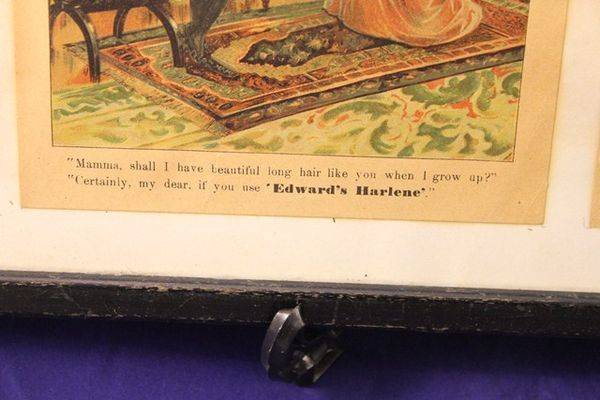 "Mamma, shall I have beautiful long hair like you when I grow up?"
"Certainly, my dear, if you use 'Edward's Harlene'."